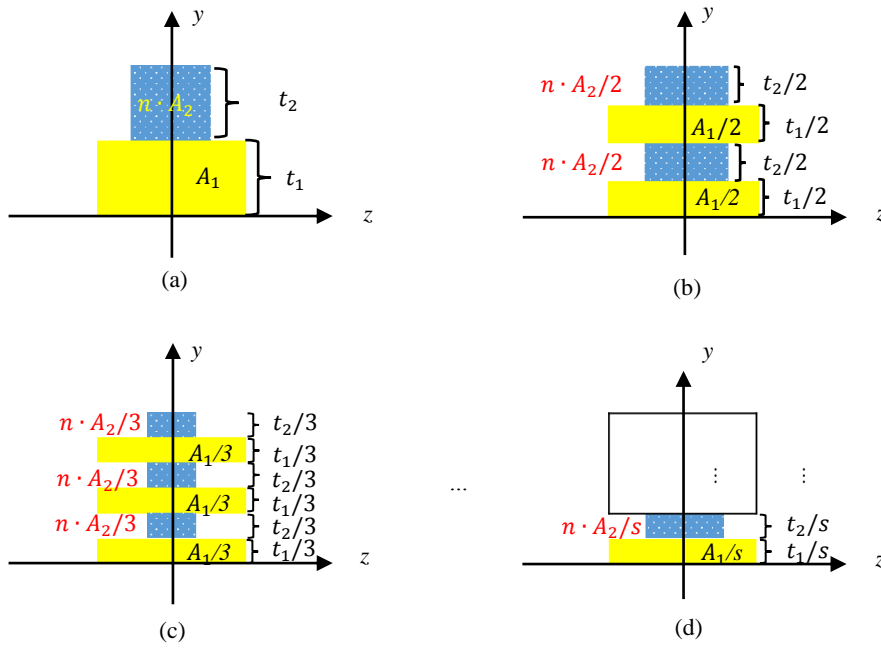 y
n · A₂
t₂
A₁
t₁
z
(a)
y
n · A₂/2
t₂/2
A₁/2
t₁/2
n · A₂/2
t₂/2
A₁/2
t₁/2
z
(b)
y
n · A₂/3
t₂/3
A₁/3
t₁/3
n · A₂/3
t₂/3
A₁/3
t₁/3
n · A₂/3
t₂/3
A₁/3
t₁/3
z
(c)
...
y
⋮ ⋮
n · A₂/s
t₂/s
A₁/s
t₁/s
z
(d)